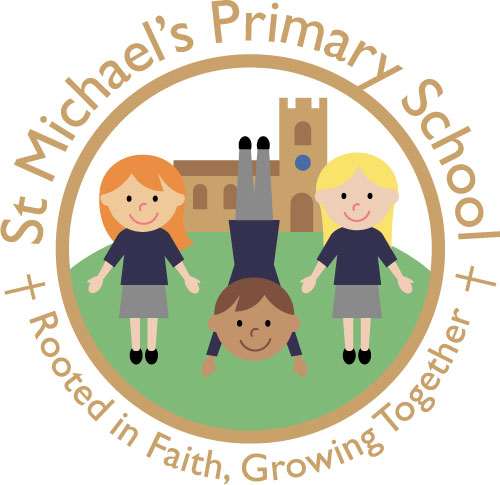 St Michael's Primary School
Rooted in Faith, Growing Together